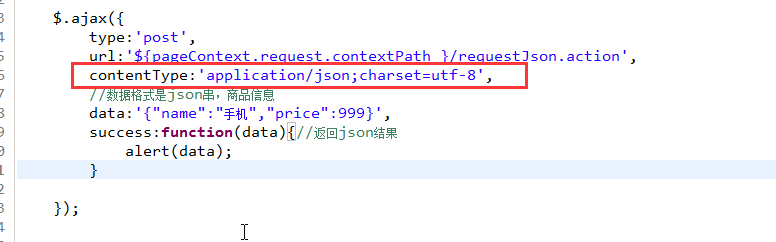 $.ajax({
type:'post',
url:'${pageContext.request.contextPath }/requestJson.action',
contentType:'application/json;charset=utf-8',
//数据格式是json串，商品信息
data:'{"name":"手机","price":999}',
success:function(data){//返回json结果
alert(data);
}
});